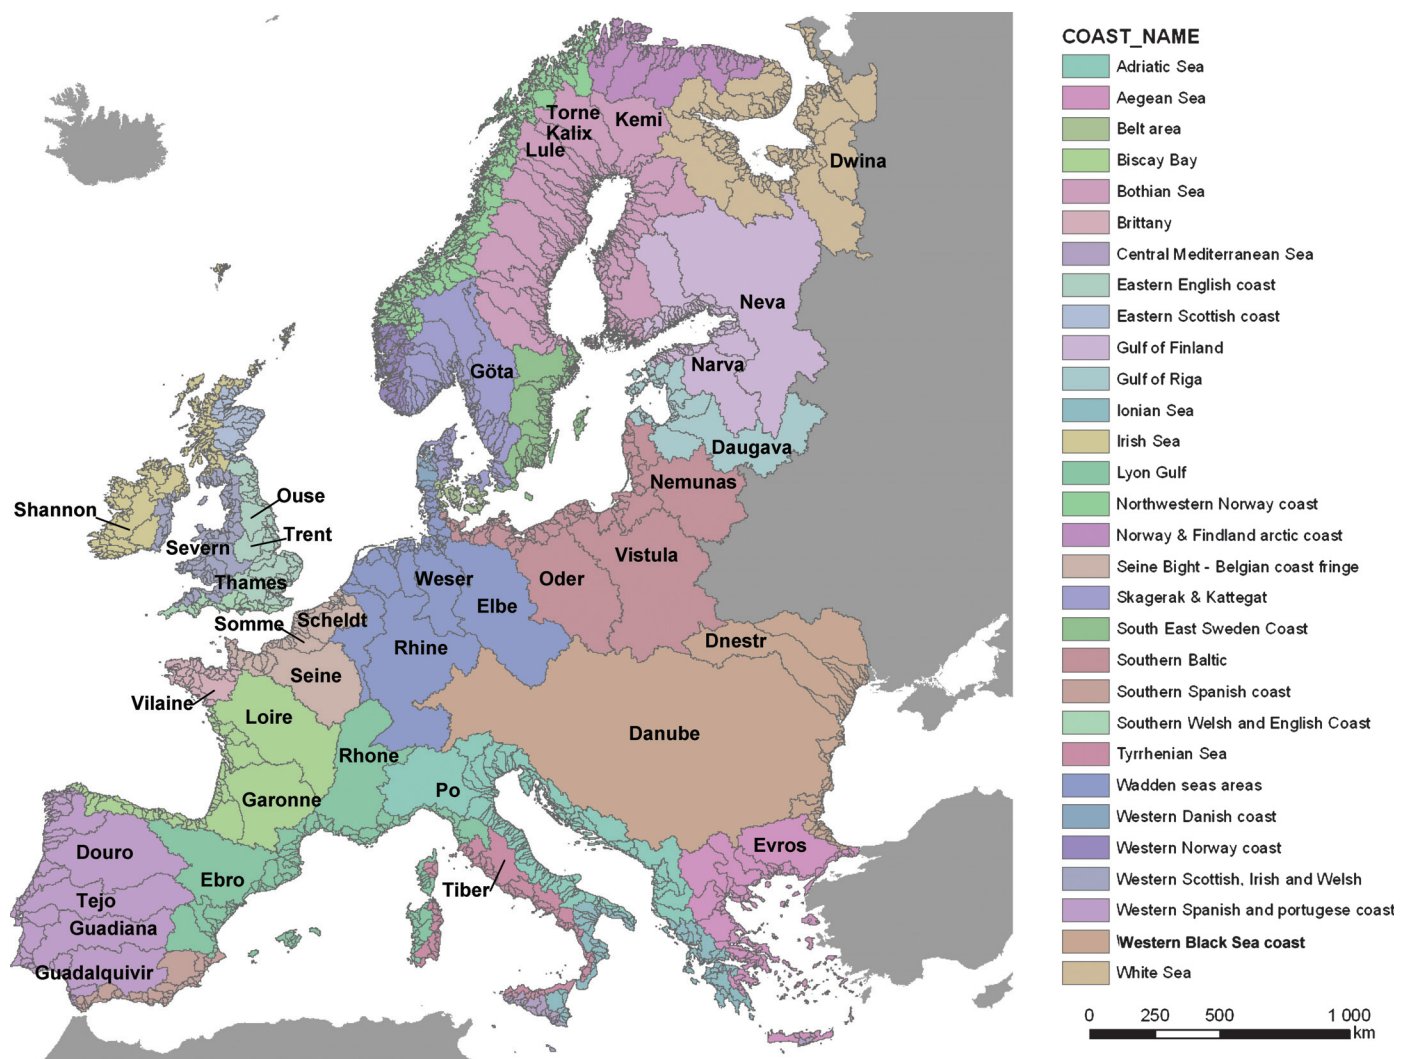 COAST_NAME
Adriatic Sea
Aegean Sea
Belt area
Biscay Bay
Bothian Sea
Brittany
Central Mediterranean Sea
Eastern English coast
Eastern Scottish coast
Gulf of Finland
Gulf of Riga
Ionian Sea
Irish Sea
Lyon Gulf
Northwestern Norway coast
Norway & Findland arctic coast
Seine Bight - Belgian coast fringe
Skagerak & Kattegat
South East Sweden Coast
Southern Baltic
Southern Spanish coast
Southern Welsh and English Coast
Tyrrhenian Sea
Wadden seas areas
Western Danish coast
Western Norway coast
Western Scottish, Irish and Welsh
Western Spanish and portugese coast
Western Black Sea coast
White Sea
0 250 500 1 000
km
Torne
Kalix
Lule
Kemi
Dwina
Neva
Narva
Göta
Daugava
Nemunas
Shannon
Ouse
Trent
Severn
Thames
Vistula
Weser
Oder
Elbe
Somme
Scheldt
Rhine
Dnestr
Seine
Vilaine
Loire
Danube
Rhone
Po
Garonne
Evros
Douro
Ebro
Tiber
Tejo
Guadiana
Guadalquivir